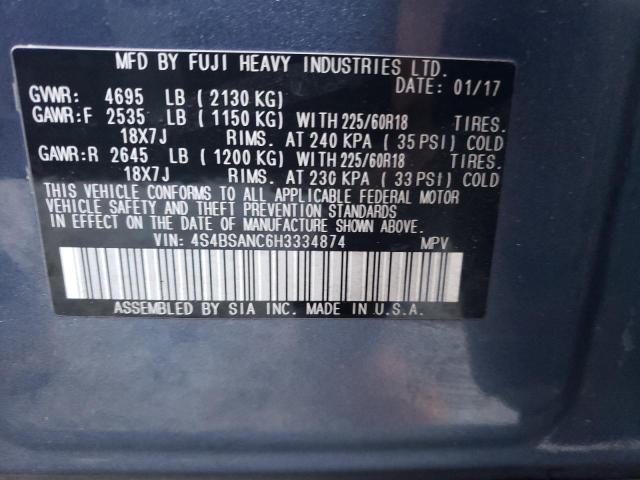 MFD BY FUJI HEAVY INDUSTRIES LTD.
DATE: 01/17
GVWR: 4695 LB ( 2130 KG)
GAWR:F 2535 LB ( 1150 KG) WITH 225/60R18 TIRES.
18X7J RIMS. AT 240 KPA ( 35 PSI) COLD
GAWR:R 2645 LB ( 1200 KG) WITH 225/60R18 TIRES.
18X7J RIMS. AT 230 KPA ( 33 PSI) COLD
THIS VEHICLE CONFORMS TO ALL APPLICABLE FEDERAL MOTOR
VEHICLE SAFETY AND THEFT PREVENTION STANDARDS
IN EFFECT ON THE DATE OF MANUFACTURE SHOWN ABOVE.
VIN: 4S4BSANC6H3334874 MPV
ASSEMBLED BY SIA INC. MADE IN U.S.A.